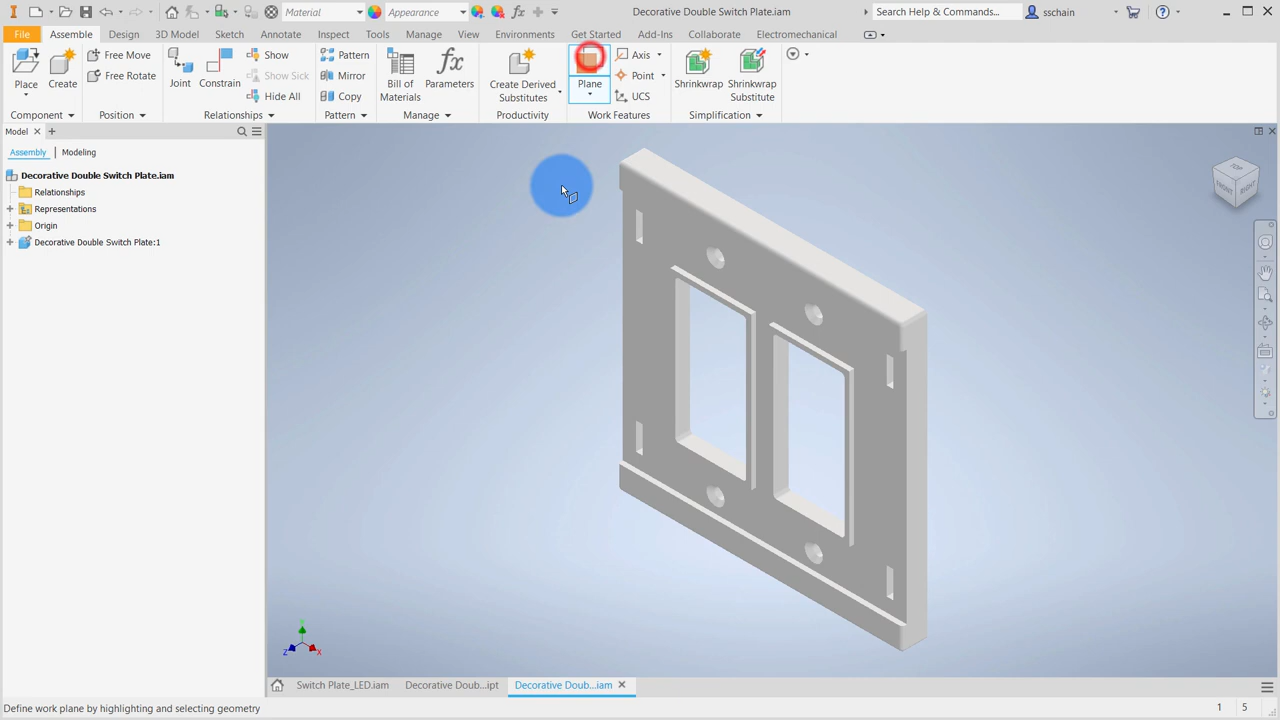 Material
Appearance
fx
Decorative Double Switch Plate.iam
Search Help & Commands...
sschain
File
Assemble
Design
3D Model
Sketch
Annotate
Inspect
Tools
Manage
View
Environments
Get Started
Add-Ins
Collaborate
Electromechanical
Place
Create
Component
Free Move
Free Rotate
Position
Joint
Constrain
Show
Show Sick
Hide All
Relationships
Pattern
Mirror
Copy
Pattern
Bill of
Materials
fx
Parameters
Manage
Create Derived
Substitutes
Productivity
Plane
Axis
Point
UCS
Work Features
Shrinkwrap
Shrinkwrap
Substitute
Simplification
Model
Assembly
Modeling
Decorative Double Switch Plate.iam
Relationships
Representations
Origin
Decorative Double Switch Plate:1
TOP
RIGHT
Z
X
Switch Plate_LED.iam
Decorative Doub...ipt
Decorative Doub...iam
Define work plane by highlighting and selecting geometry
1
5